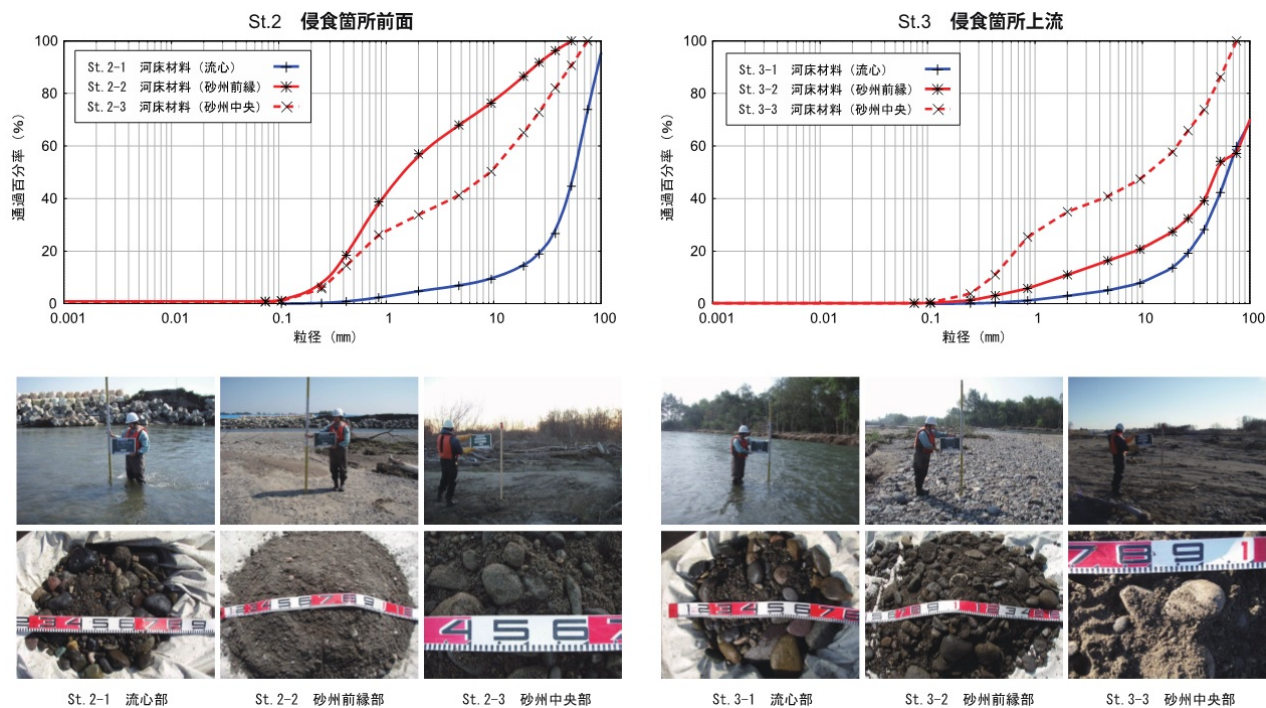 St.2 侵食箇所前面
St. 2-1 河床材料(流心)
St. 2-2 河床材料(砂州前縁)
St. 2-3 河床材料(砂州中央)
通過百分率 (%)
100
80
60
40
20
0
0.001 0.01 0.1 1 10 100
粒径 (mm)
St.3 侵食箇所上流
St. 3-1 河床材料(流心)
St. 3-2 河床材料(砂州前縁)
St. 3-3 河床材料(砂州中央)
通過百分率 (%)
100
80
60
40
20
0
0.001 0.01 0.1 1 10 100
粒径 (mm)
St. 2-1 流心部
St. 2-2 砂州前縁部
St. 2-3 砂州中央部
St. 3-1 流心部
St. 3-2 砂州前縁部
St. 3-3 砂州中央部